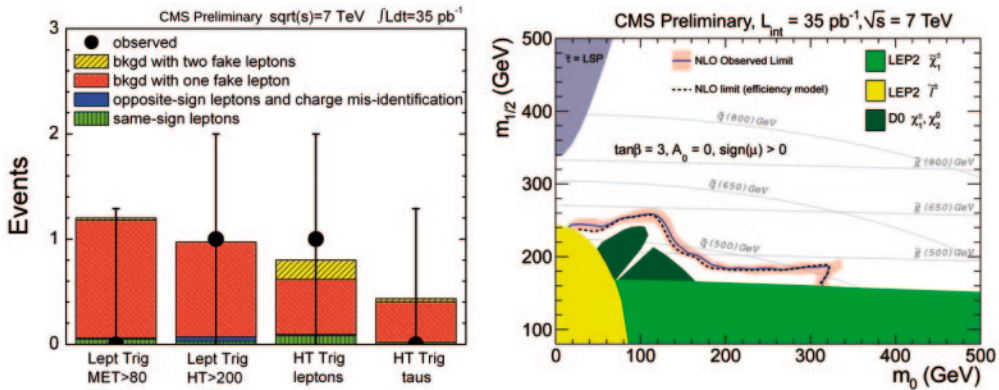 CMS Preliminary sqrt(s)=7 TeV ∫Ldt=35 pb⁻¹
observed
bkgd with two fake leptons
bkgd with one fake lepton
opposite-sign leptons and charge mis-identification
same-sign leptons
Events
3
2
1
0
Lept Trig
MET>80
Lept Trig
HT>200
HT Trig
leptons
HT Trig
taus
CMS Preliminary, L_int = 35 pb⁻¹, √s = 7 TeV
m_1/2 (GeV)
500
400
300
200
100
τ̃ = LSP
NLO Observed Limit
NLO limit (efficiency model)
LEP2 χ̃₁±
LEP2 l̃±
D0 χ₁±, χ₂⁰
tanβ = 3, A₀ = 0, sign(μ) > 0
q̃ (800) GeV
g̃ (800) GeV
q̃ (650) GeV
g̃ (650) GeV
q̃ (500) GeV
g̃ (500) GeV
0 100 200 300 400 500
m₀ (GeV)